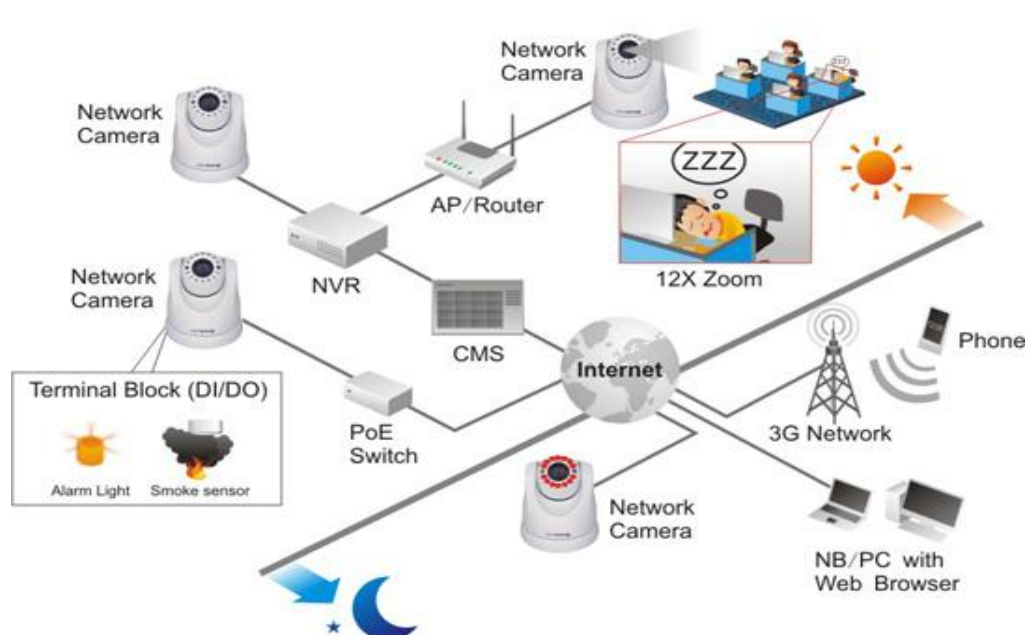 Network
Camera
Network
Camera
AP/Router
ZZZ
12X Zoom
NVR
Network
Camera
CMS
Internet
Phone
Terminal Block (DI/DO)
Alarm Light
Smoke sensor
PoE
Switch
3G Network
Network
Camera
NB/PC with
Web Browser